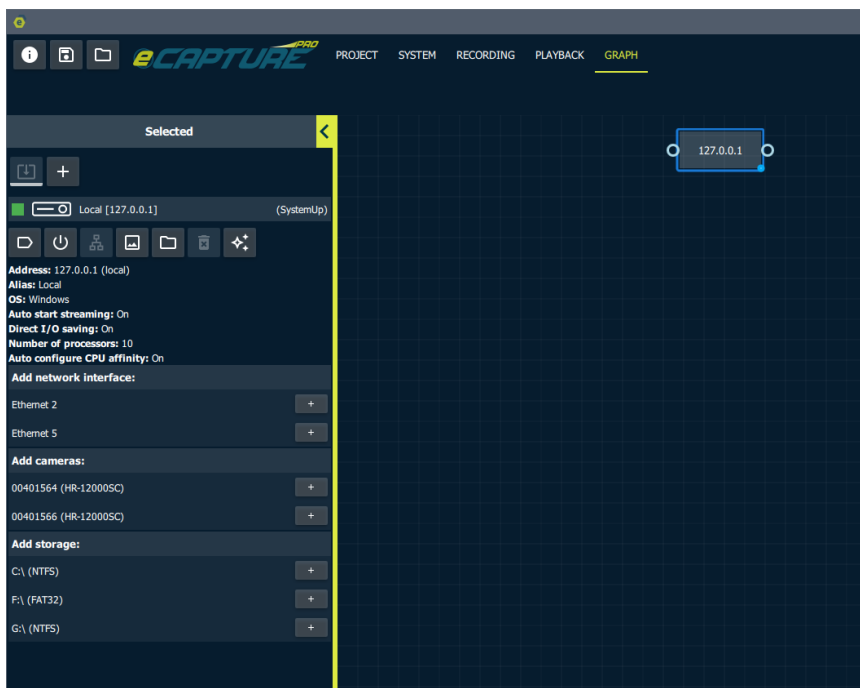 eCAPTURE PRO
PROJECT SYSTEM RECORDING PLAYBACK GRAPH
Selected
127.0.0.1
Local [127.0.0.1] (SystemUp)
Address: 127.0.0.1 (local)
Alias: Local
OS: Windows
Auto start streaming: On
Direct I/O saving: On
Number of processors: 10
Auto configure CPU affinity: On
Add network interface:
Ethernet 2 +
Ethernet 5 +
Add cameras:
00401564 (HR-12000SC) +
00401566 (HR-12000SC) +
Add storage:
C:\ (NTFS) +
F:\ (FAT32) +
G:\ (NTFS) +